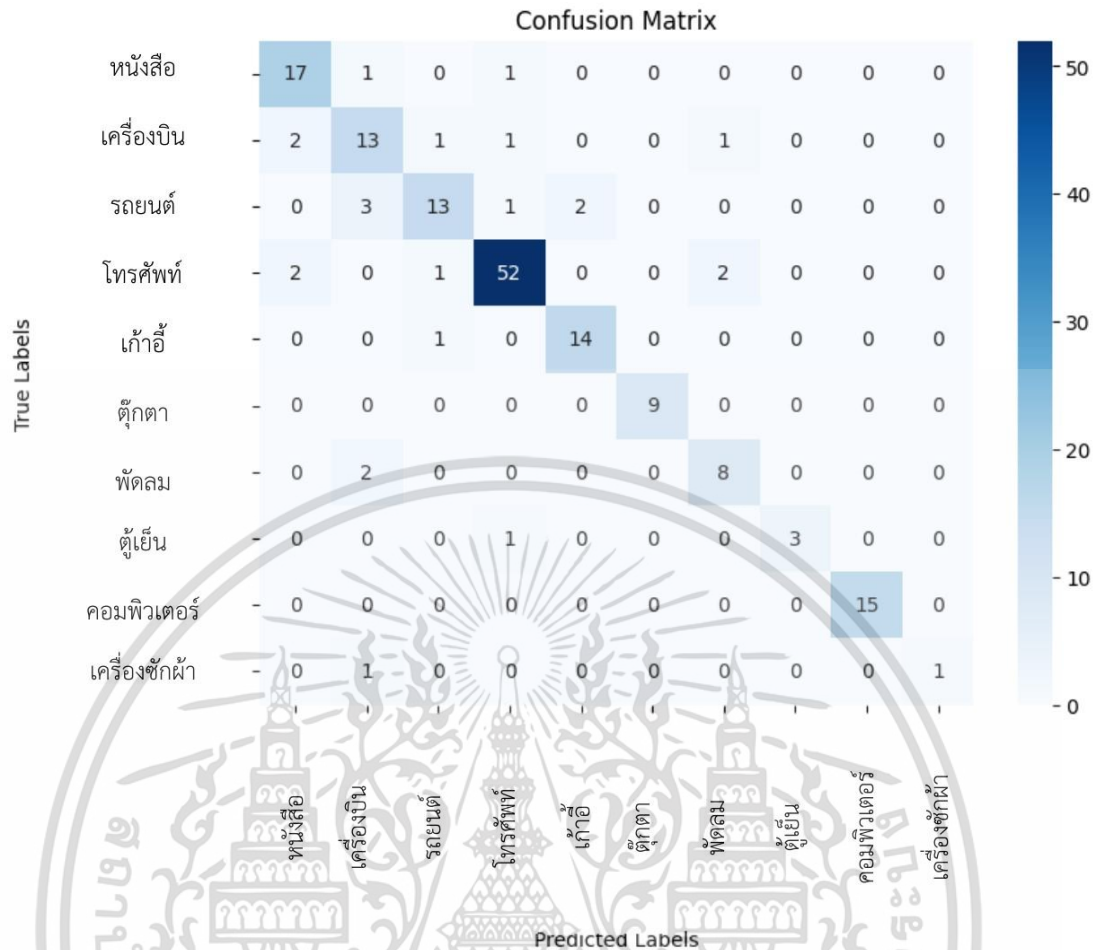 Confusion Matrix
หนังสือ 17 1 0 1 0 0 0 0 0 0
เครื่องบิน 2 13 1 1 0 0 1 0 0 0
รถยนต์ 0 3 13 1 2 0 0 0 0 0
โทรศัพท์ 2 0 1 52 0 0 2 0 0 0
เก้าอี้ 0 0 1 0 14 0 0 0 0 0
ตุ๊กตา 0 0 0 0 0 9 0 0 0 0
พัดลม 0 2 0 0 0 0 8 0 0 0
ตู้เย็น 0 0 0 1 0 0 0 3 0 0
คอมพิวเตอร์ 0 0 0 0 0 0 0 0 15 0
เครื่องซักผ้า 0 1 0 0 0 0 0 0 0 1
True Labels
หนังสือ เครื่องบิน รถยนต์ โทรศัพท์ เก้าอี้ ตุ๊กตา พัดลม ตู้เย็น คอมพิวเตอร์ เครื่องซักผ้า
Predicted Labels
50
40
30
20
10
0